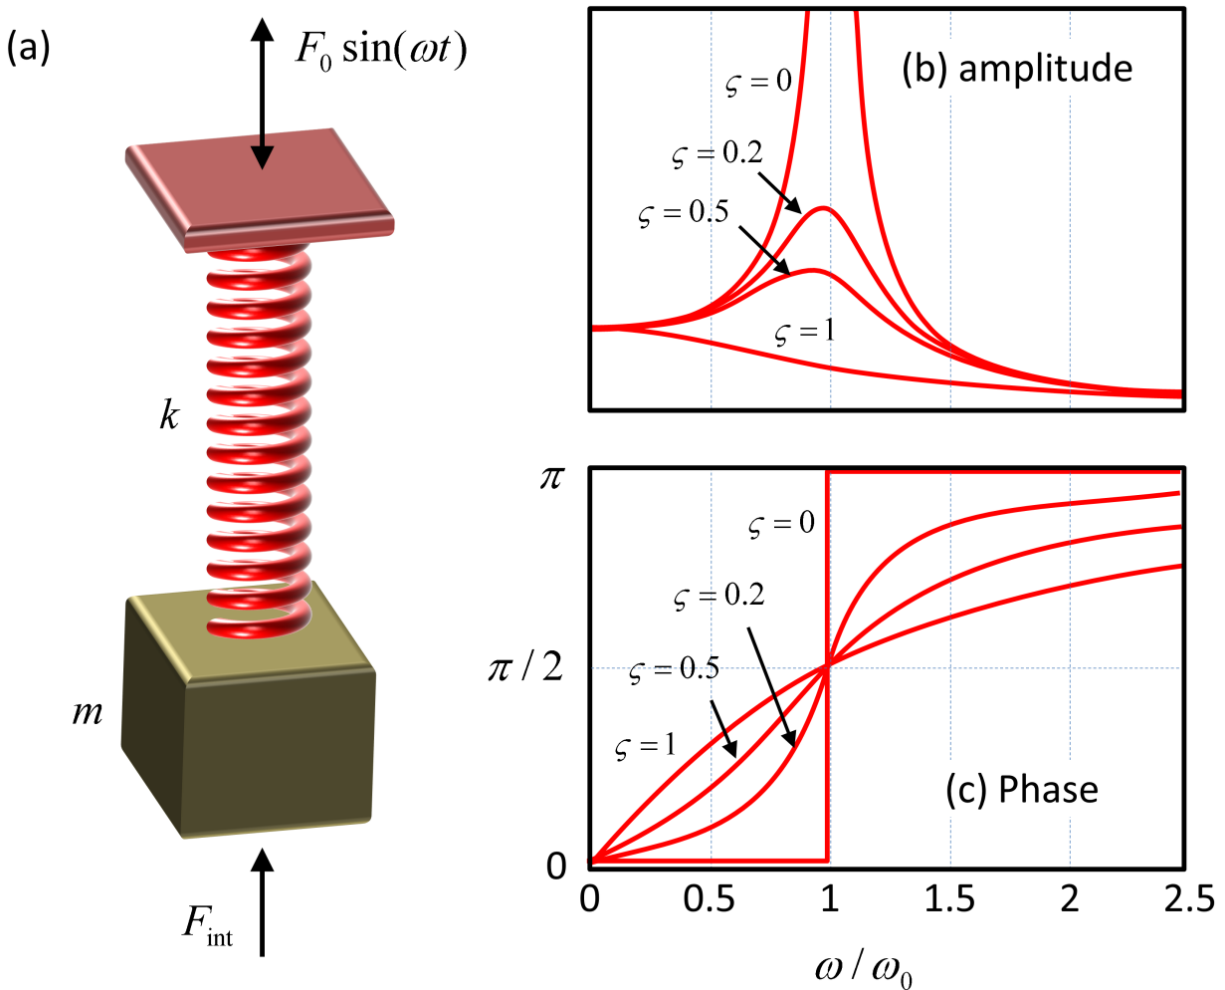 (a)
F₀ sin(ωt)
k
m
F_int
(b) amplitude
ς = 0
ς = 0.2
ς = 0.5
ς = 1
π
π / 2
0
ς = 0
ς = 0.2
ς = 0.5
ς = 1
(c) Phase
0 0.5 1 1.5 2 2.5
ω / ω₀